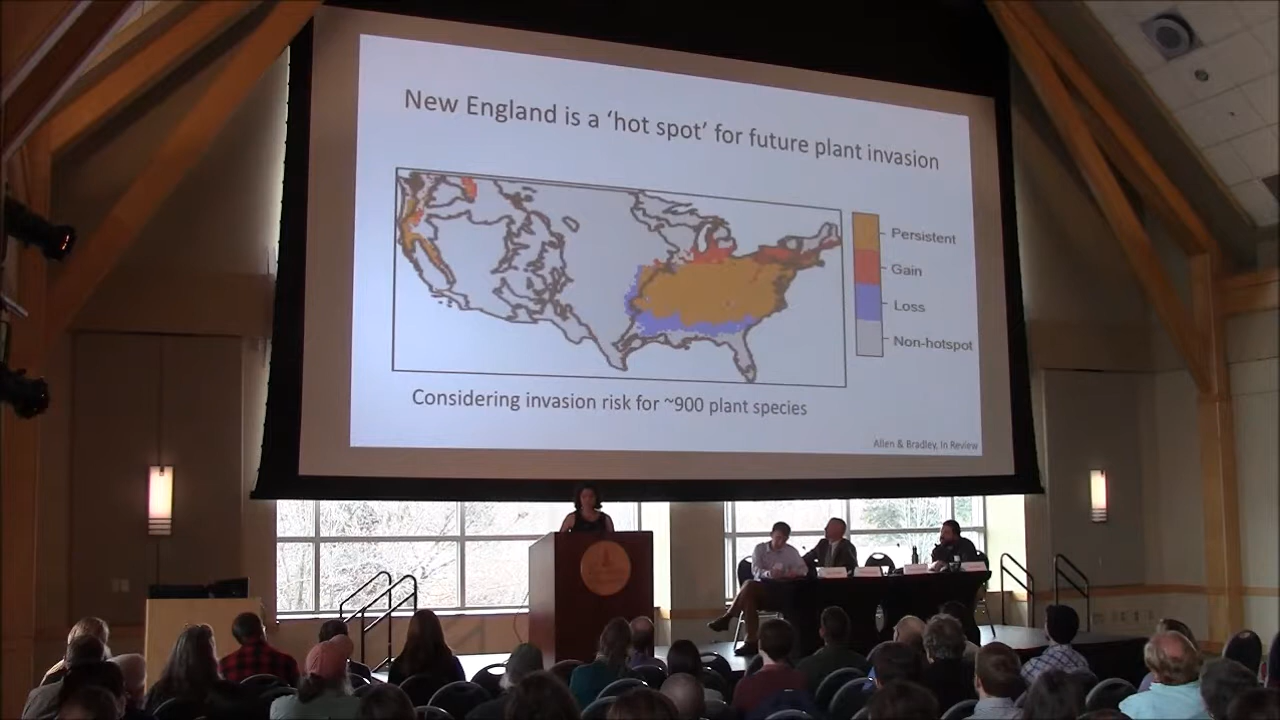 New England is a ‘hot spot’ for future plant invasion
Persistent
Gain
Loss
Non-hotspot
Considering invasion risk for ~900 plant species
Allen & Bradley, In Review